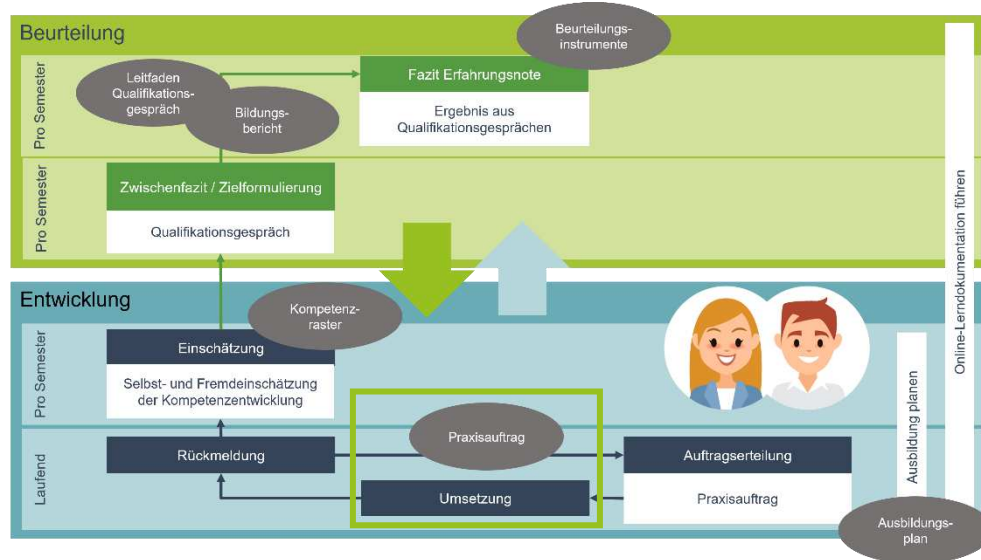 Beurteilung
Beurteilungs-
instrumente
Pro Semester
Leitfaden
Qualifikations-
gespräch
Bildungs-
bericht
Fazit Erfahrungsnote
Ergebnis aus
Qualifikationsgesprächen
Pro Semester
Zwischenfazit / Zielformulierung
Qualifikationsgespräch
Online-Lerndokumentation führen
Entwicklung
Kompetenz-
raster
Pro Semester
Einschätzung
Selbst- und Fremdeinschätzung
der Kompetenzentwicklung
Ausbildung planen
Laufend
Rückmeldung
Praxisauftrag
Auftragserteilung
Umsetzung
Praxisauftrag
Ausbildungs-
plan